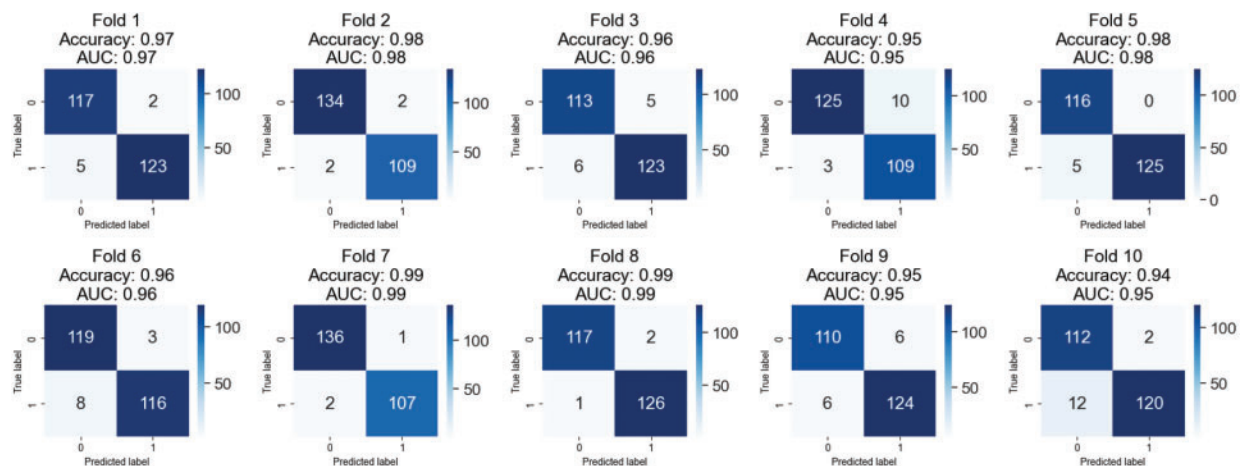 Fold 1
Accuracy: 0.97
AUC: 0.97
0
117
2
100
True label
1
5
123
50
0
1
Predicted label
Fold 2
Accuracy: 0.98
AUC: 0.98
0
134
2
100
True label
1
2
109
50
0
1
Predicted label
Fold 3
Accuracy: 0.96
AUC: 0.96
0
113
5
100
True label
1
6
123
50
0
1
Predicted label
Fold 4
Accuracy: 0.95
AUC: 0.95
0
125
10
100
True label
1
3
109
50
0
1
Predicted label
Fold 5
Accuracy: 0.98
AUC: 0.98
0
116
0
100
True label
1
5
125
50
0
0
1
Predicted label
Fold 6
Accuracy: 0.96
AUC: 0.96
0
119
3
100
True label
1
8
116
50
0
1
Predicted label
Fold 7
Accuracy: 0.99
AUC: 0.99
0
136
1
100
True label
1
2
107
50
0
1
Predicted label
Fold 8
Accuracy: 0.99
AUC: 0.99
0
117
2
100
True label
1
1
126
50
0
1
Predicted label
Fold 9
Accuracy: 0.95
AUC: 0.95
0
110
6
100
True label
1
6
124
50
0
1
Predicted label
Fold 10
Accuracy: 0.94
AUC: 0.95
0
112
2
100
True label
1
12
120
50
0
1
Predicted label